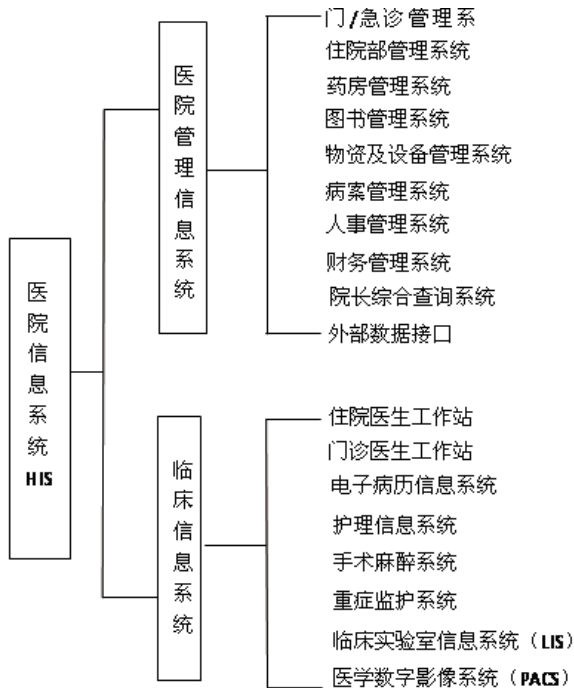 医院信息系统HIS
医院管理信息系统
门/急诊管理系
住院部管理系统
药房管理系统
图书管理系统
物资及设备管理系统
病案管理系统
人事管理系统
财务管理系统
院长综合查询系统
外部数据接口
临床信息系统
住院医生工作站
门诊医生工作站
电子病历信息系统
护理信息系统
手术麻醉系统
重症监护系统
临床实验室信息系统（LIS）
医学数字影像系统（PACS）